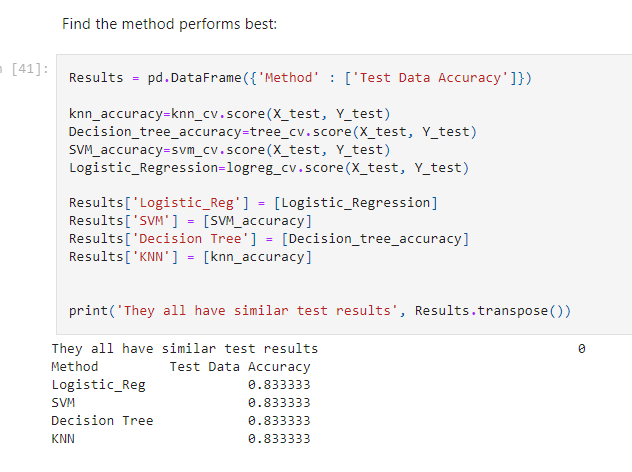 Find the method performs best:
[41]:
Results = pd.DataFrame({'Method' : ['Test Data Accuracy']})
knn_accuracy=knn_cv.score(X_test, Y_test)
Decision_tree_accuracy=tree_cv.score(X_test, Y_test)
SVM_accuracy=svm_cv.score(X_test, Y_test)
Logistic_Regression=logreg_cv.score(X_test, Y_test)
Results['Logistic_Reg'] = [Logistic_Regression]
Results['SVM'] = [SVM_accuracy]
Results['Decision Tree'] = [Decision_tree_accuracy]
Results['KNN'] = [knn_accuracy]
print('They all have similar test results', Results.transpose())
They all have similar test results 0
Method Test Data Accuracy
Logistic_Reg 0.833333
SVM 0.833333
Decision Tree 0.833333
KNN 0.833333